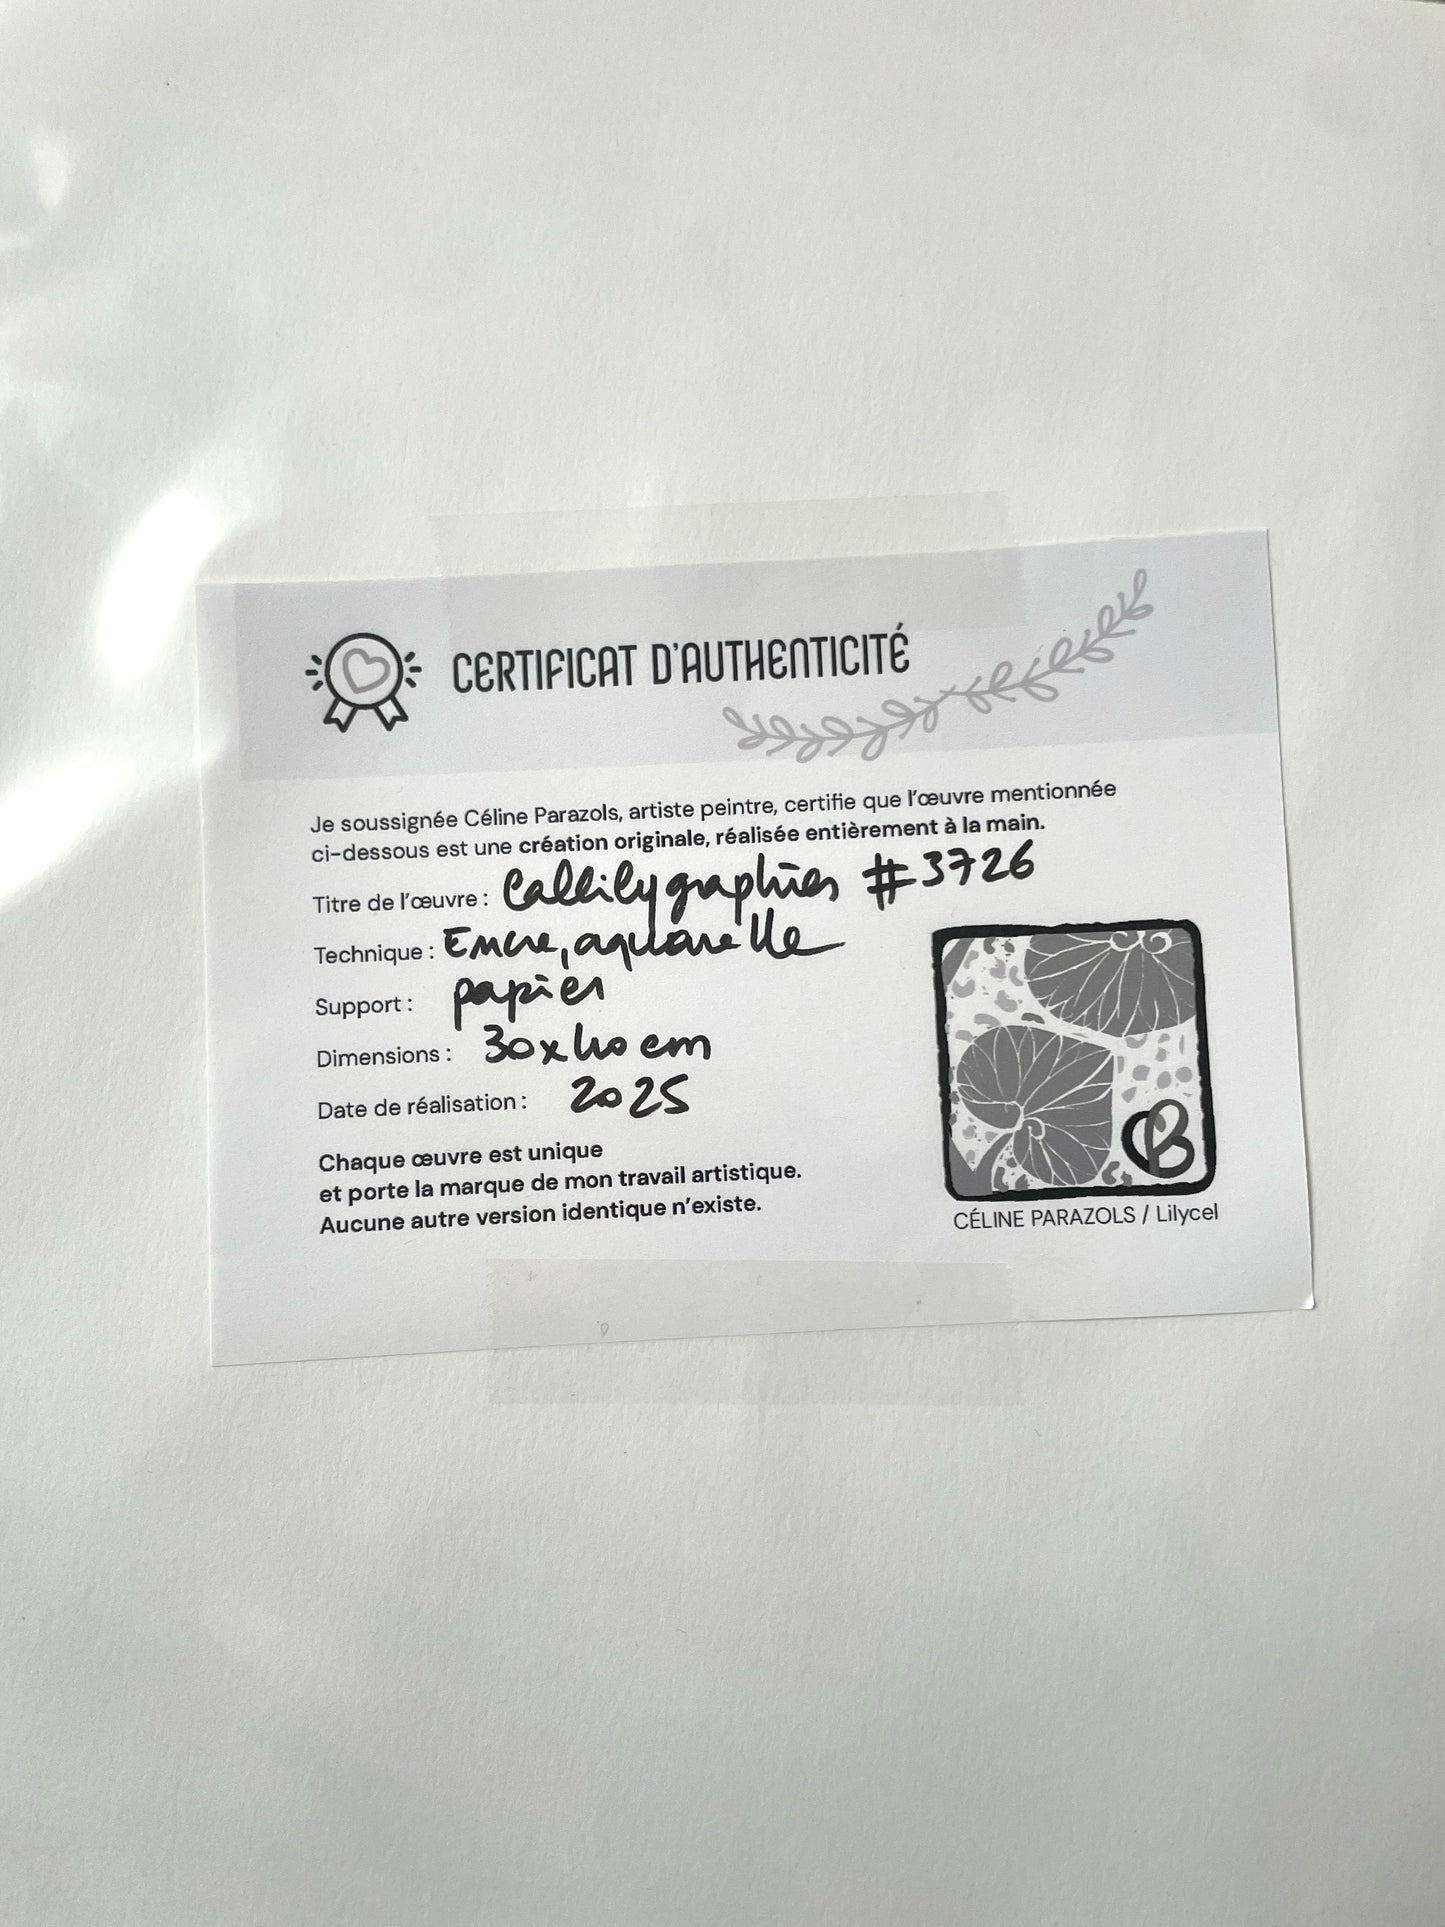 CERTIFICAT D'AUTHENTICITÉ
Je soussignée Céline Parazols, artiste peintre, certifie que l'œuvre mentionnée
ci-dessous est une création originale, réalisée entièrement à la main.
Titre de l'œuvre : Callilygraphies #3726
Technique : Encre, aquarelle
Support : papier
Dimensions : 30x40 cm
Date de réalisation : 2025
Chaque œuvre est unique
et porte la marque de mon travail artistique.
Aucune autre version identique n'existe.
CÉLINE PARAZOLS / Lilycel